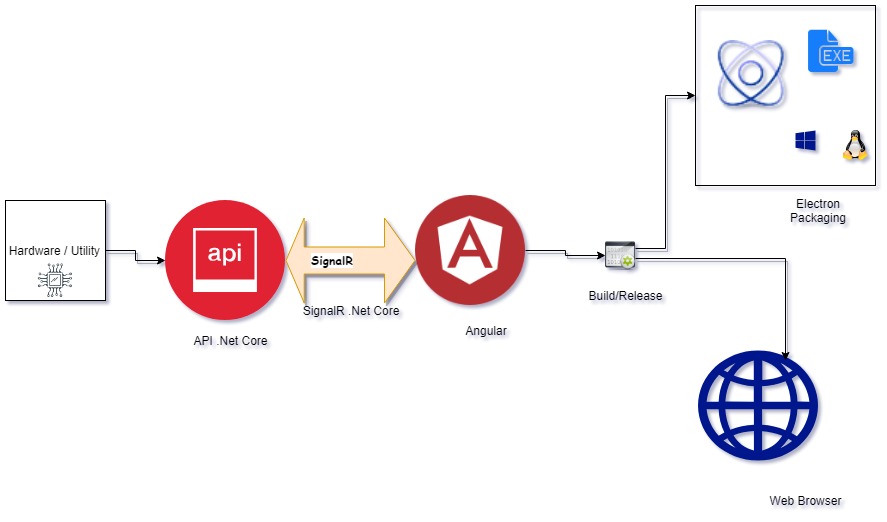 EXE
Electron
Packaging
Hardware / Utility
api
SignalR
A
SignalR .Net Core
API .Net Core
Angular
Build/Release
Web Browser